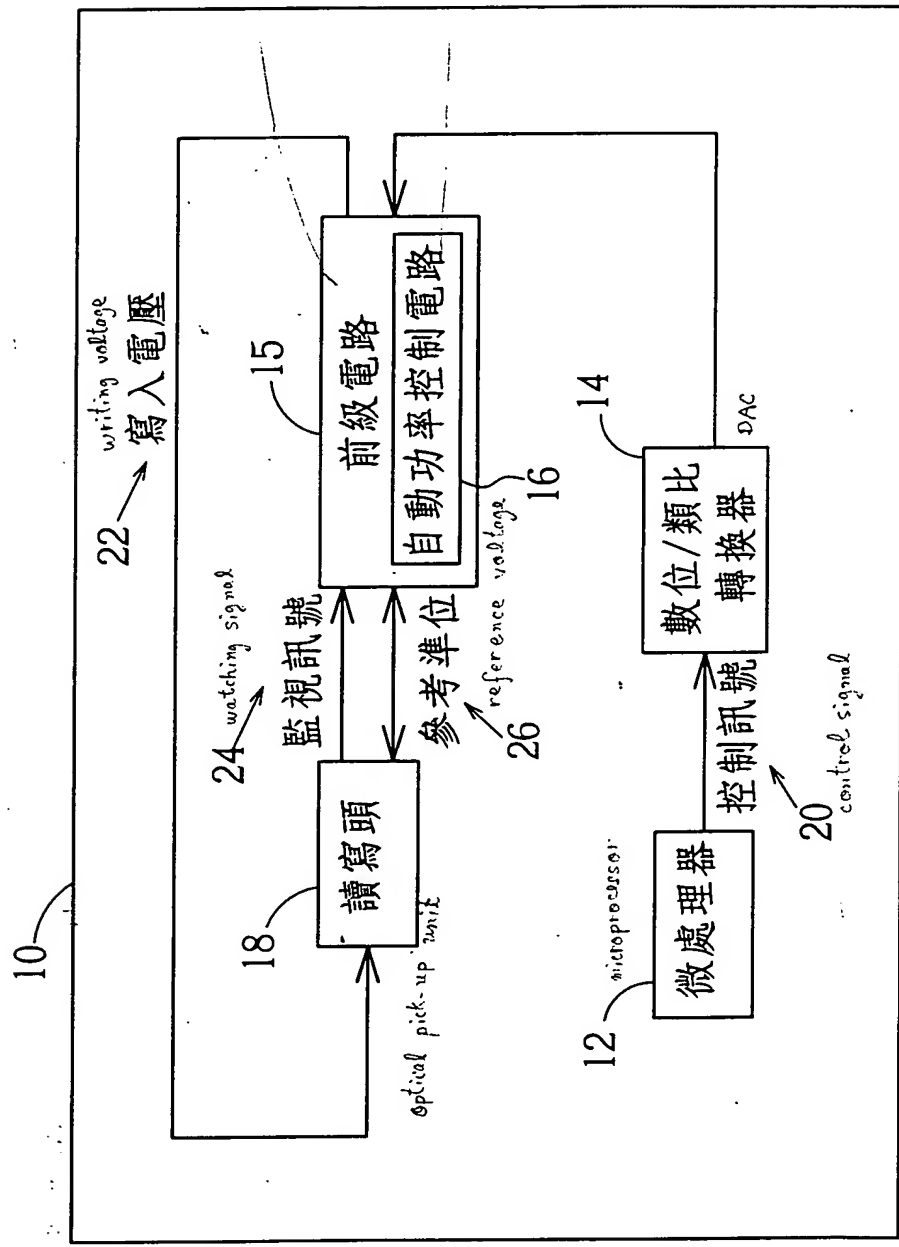 10
writing voltage
寫入電壓
22
15
前級電路
自動功率控制電路
16
watching signal
24
監視訊號
參考準位
26
reference voltage
18
讀寫頭
optical pick-up unit
14
數位/類比
轉換器
DAC
microprocessor
12
微處理器
控制訊號
20
control signal